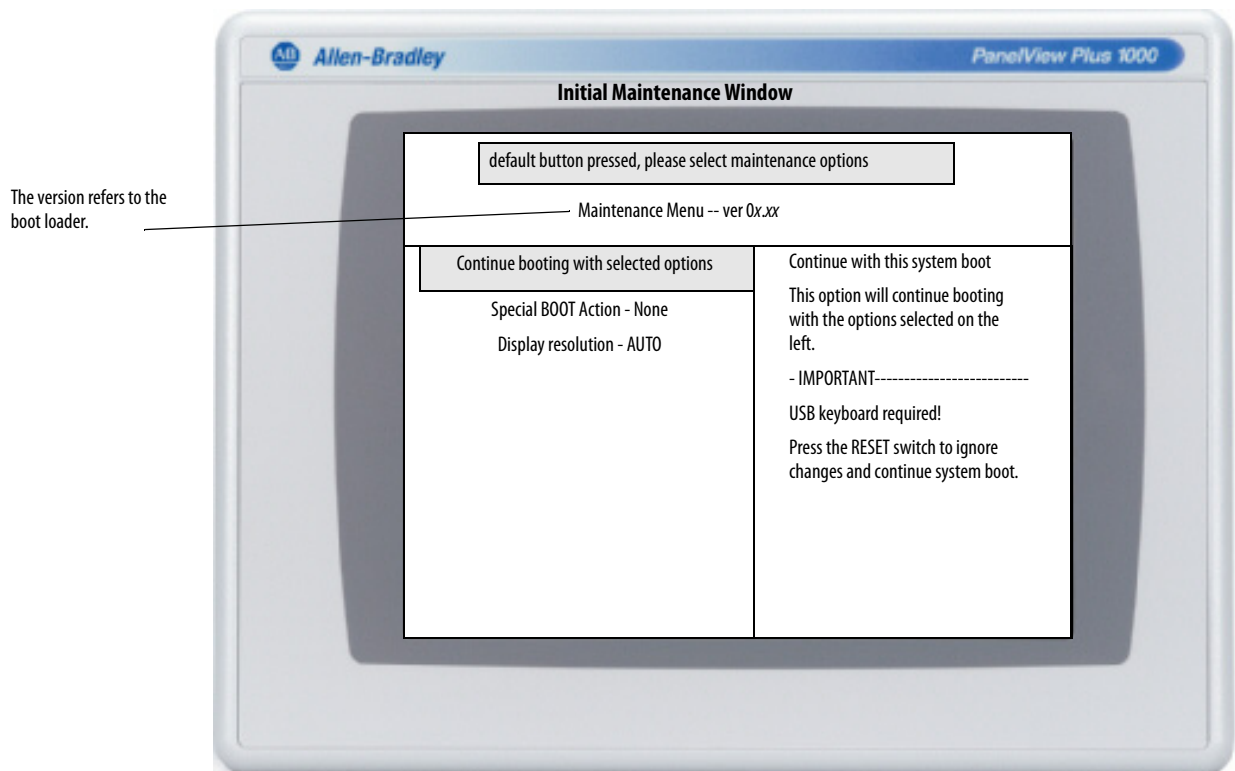 AB Allen-Bradley
PanelView Plus 1000
Initial Maintenance Window
default button pressed, please select maintenance options
The version refers to the
boot loader.
Maintenance Menu -- ver 0x.xx
Continue booting with selected options
Special BOOT Action - None
Display resolution - AUTO
Continue with this system boot
This option will continue booting
with the options selected on the
left.
- IMPORTANT--------------------------
USB keyboard required!
Press the RESET switch to ignore
changes and continue system boot.